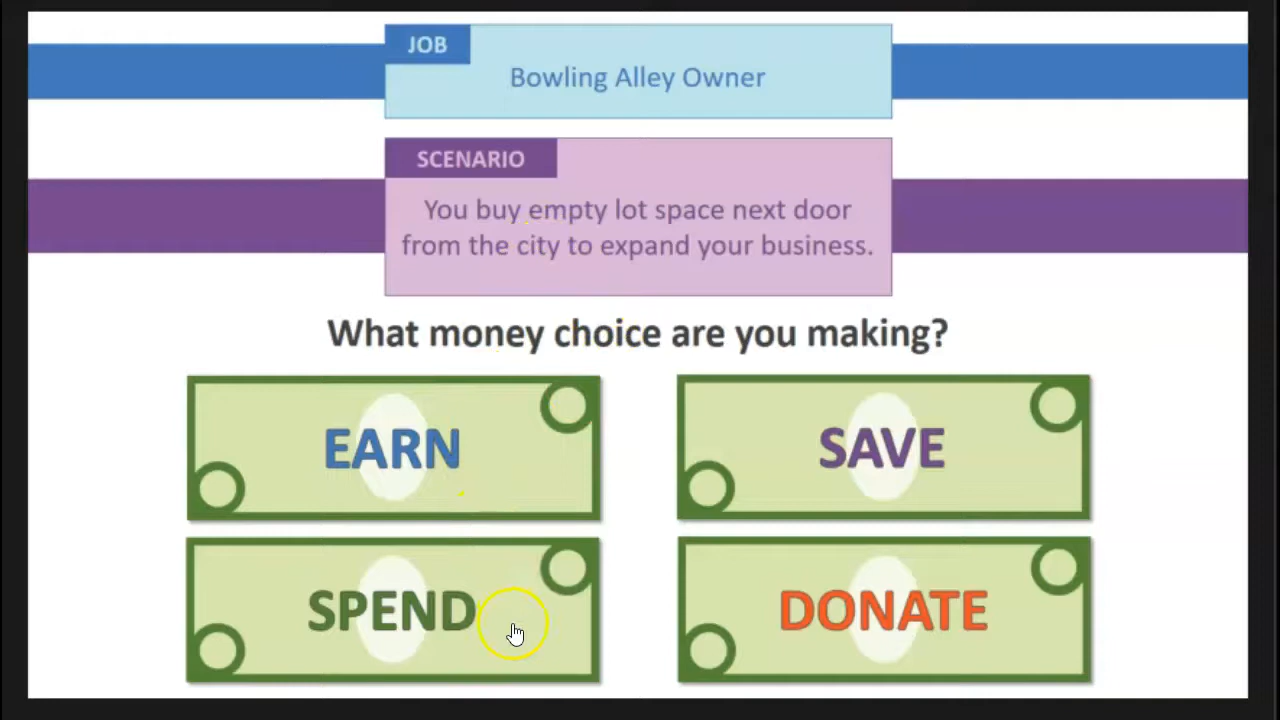 JOB
Bowling Alley Owner
SCENARIO
You buy empty lot space next door
from the city to expand your business.
What money choice are you making?
EARN
SAVE
SPEND
DONATE